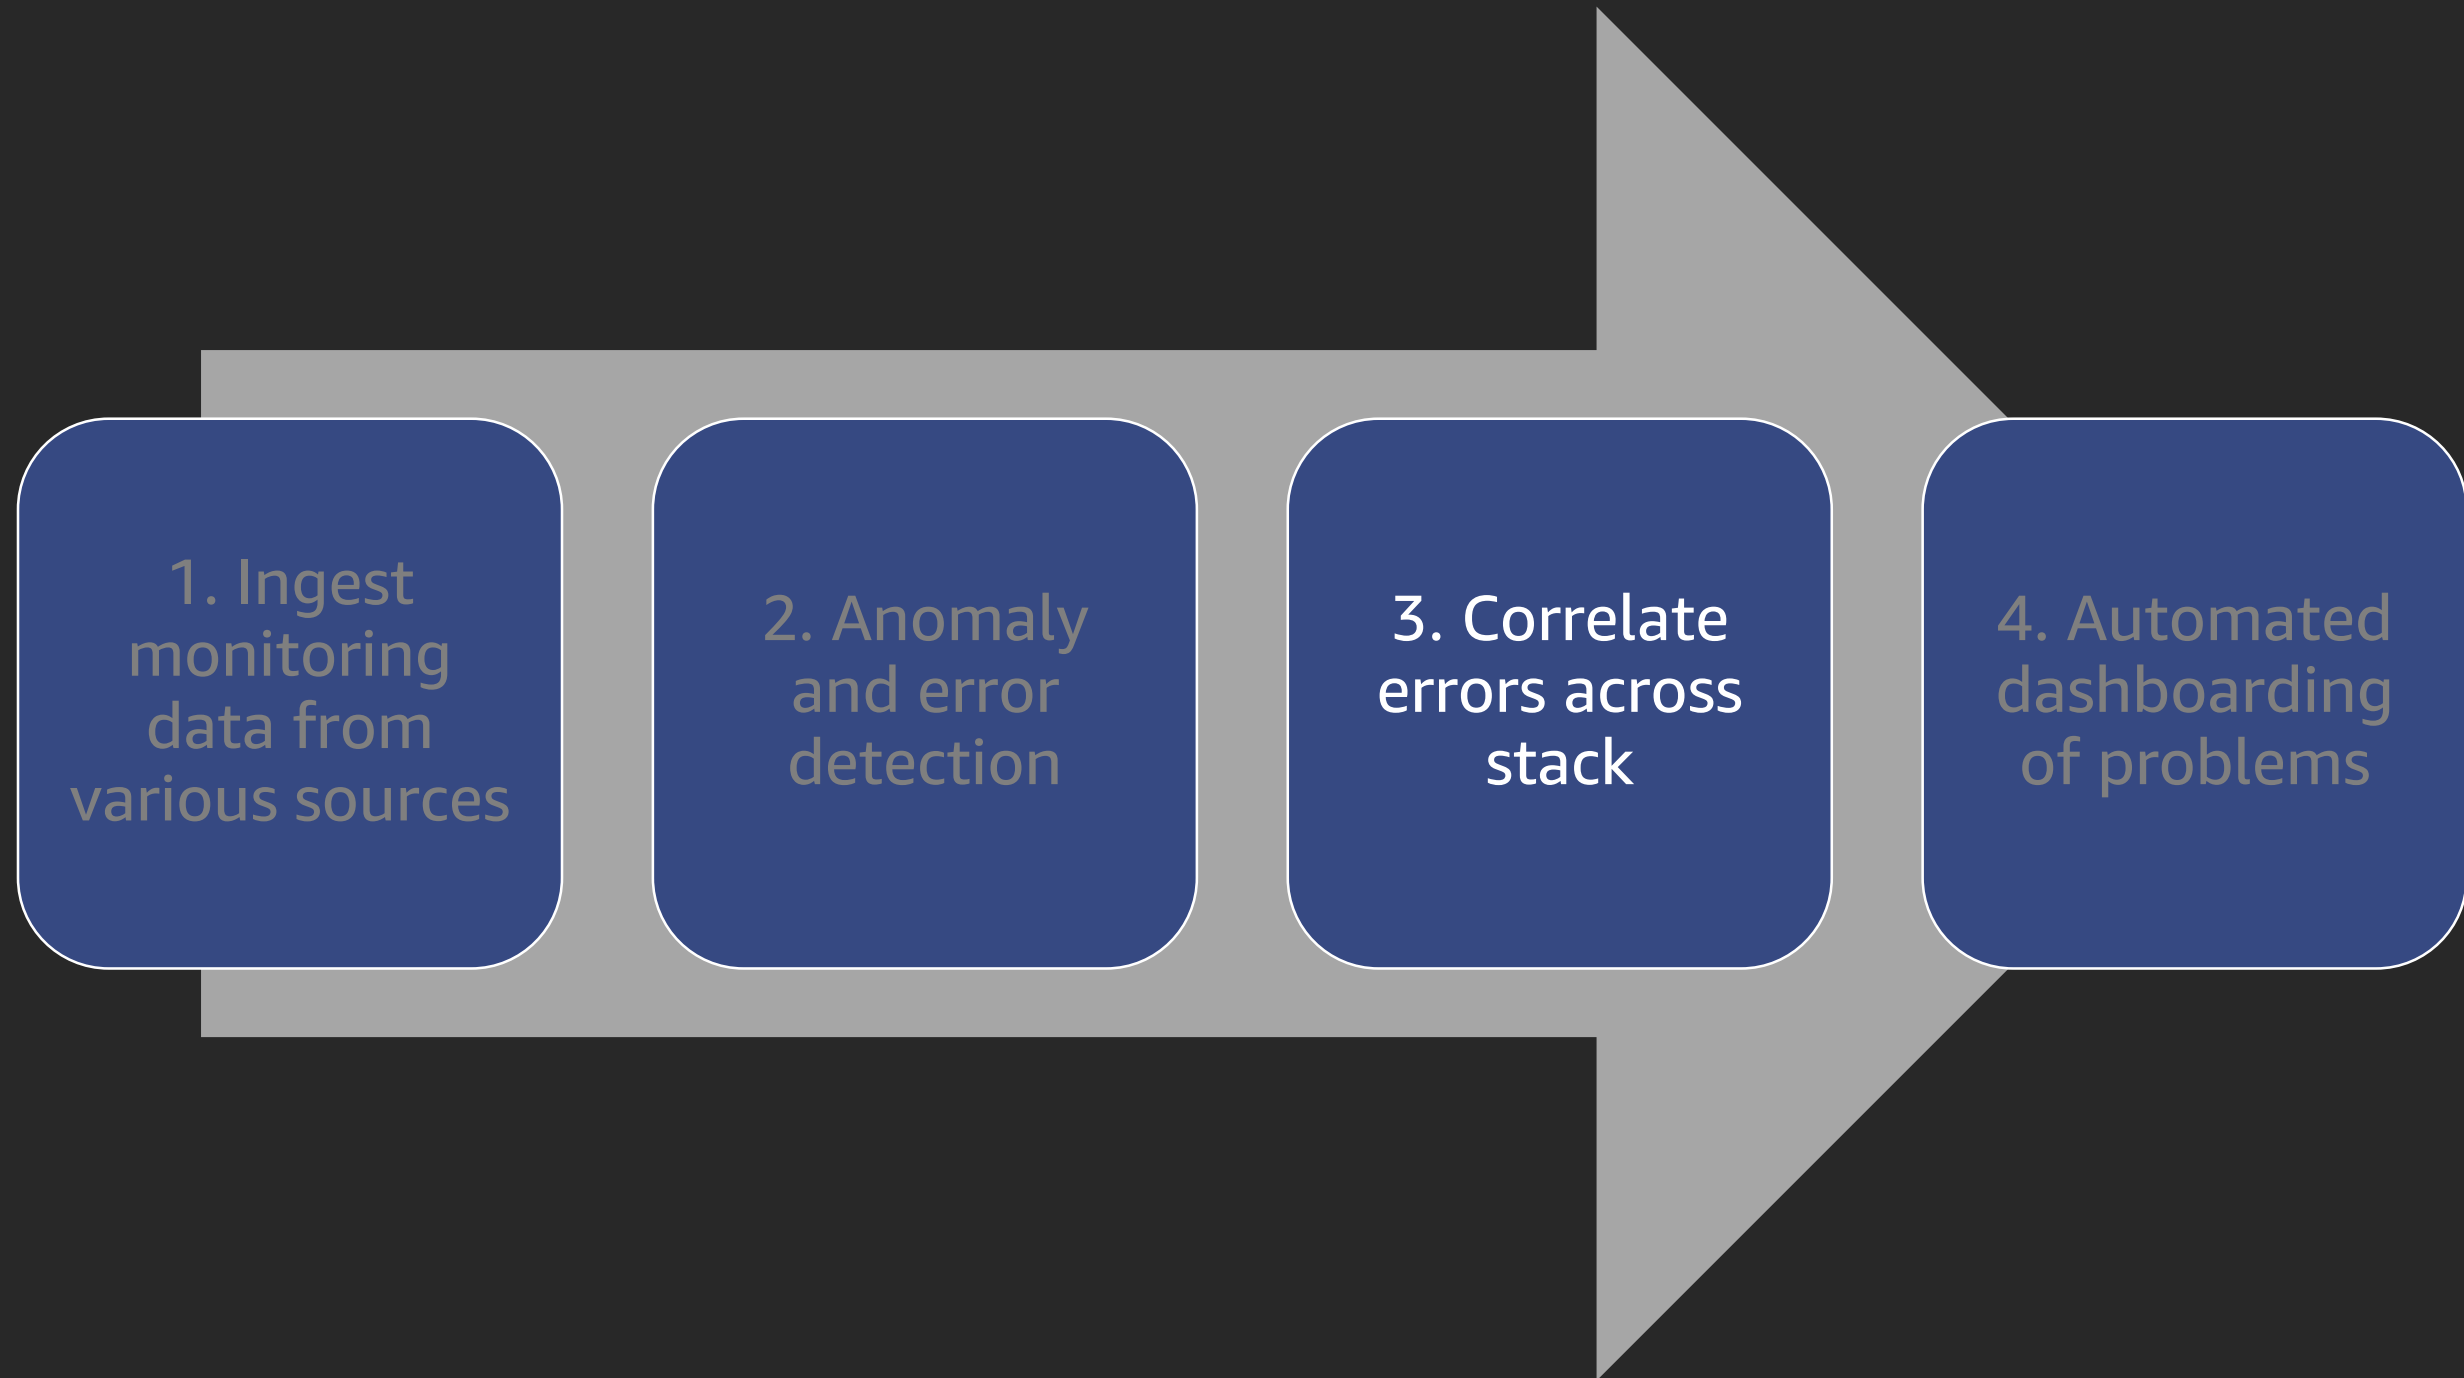 1. Ingest
monitoring
data from
various sources
2. Anomaly
and error
detection
3. Correlate
errors across
stack
4. Automated
dashboarding
of problems